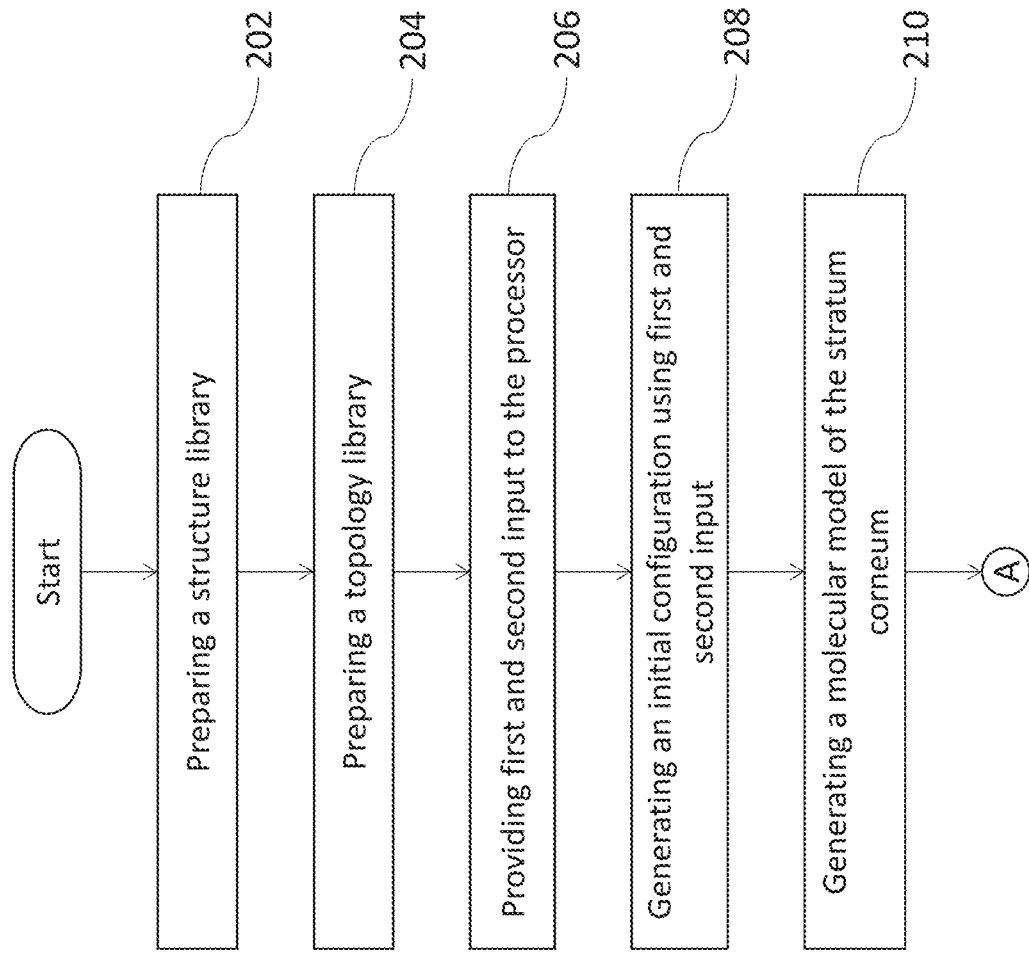 Start
Preparing a structure library
202
Preparing a topology library
204
Providing first and second input to the processor
206
Generating an initial configuration using first and
second input
208
Generating a molecular model of the stratum
corneum
210
A